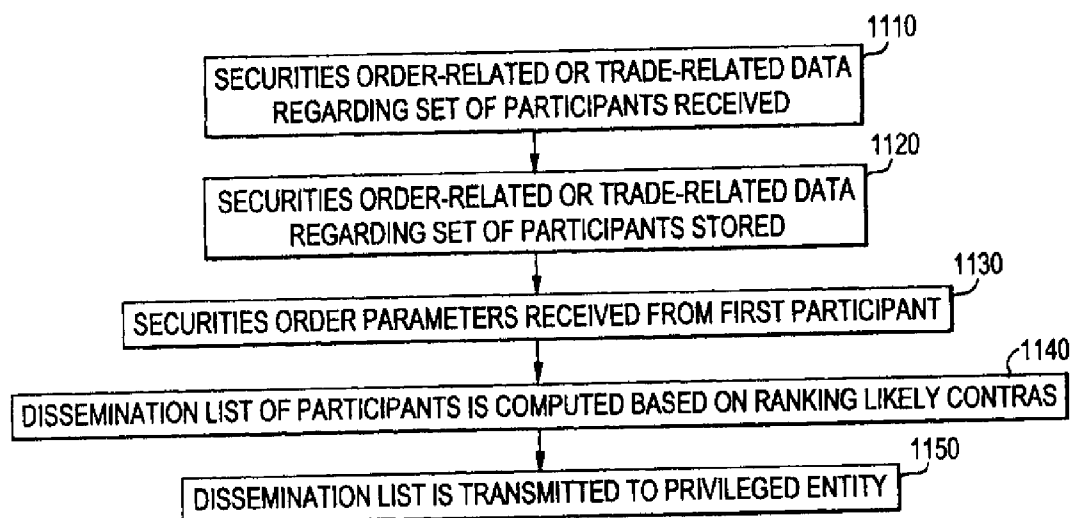 1110
SECURITIES ORDER-RELATED OR TRADE-RELATED DATA
REGARDING SET OF PARTICIPANTS RECEIVED
1120
SECURITIES ORDER-RELATED OR TRADE-RELATED DATA
REGARDING SET OF PARTICIPANTS STORED
1130
SECURITIES ORDER PARAMETERS RECEIVED FROM FIRST PARTICIPANT
1140
DISSEMINATION LIST OF PARTICIPANTS IS COMPUTED BASED ON RANKING LIKELY CONTRAS
1150
DISSEMINATION LIST IS TRANSMITTED TO PRIVILEGED ENTITY